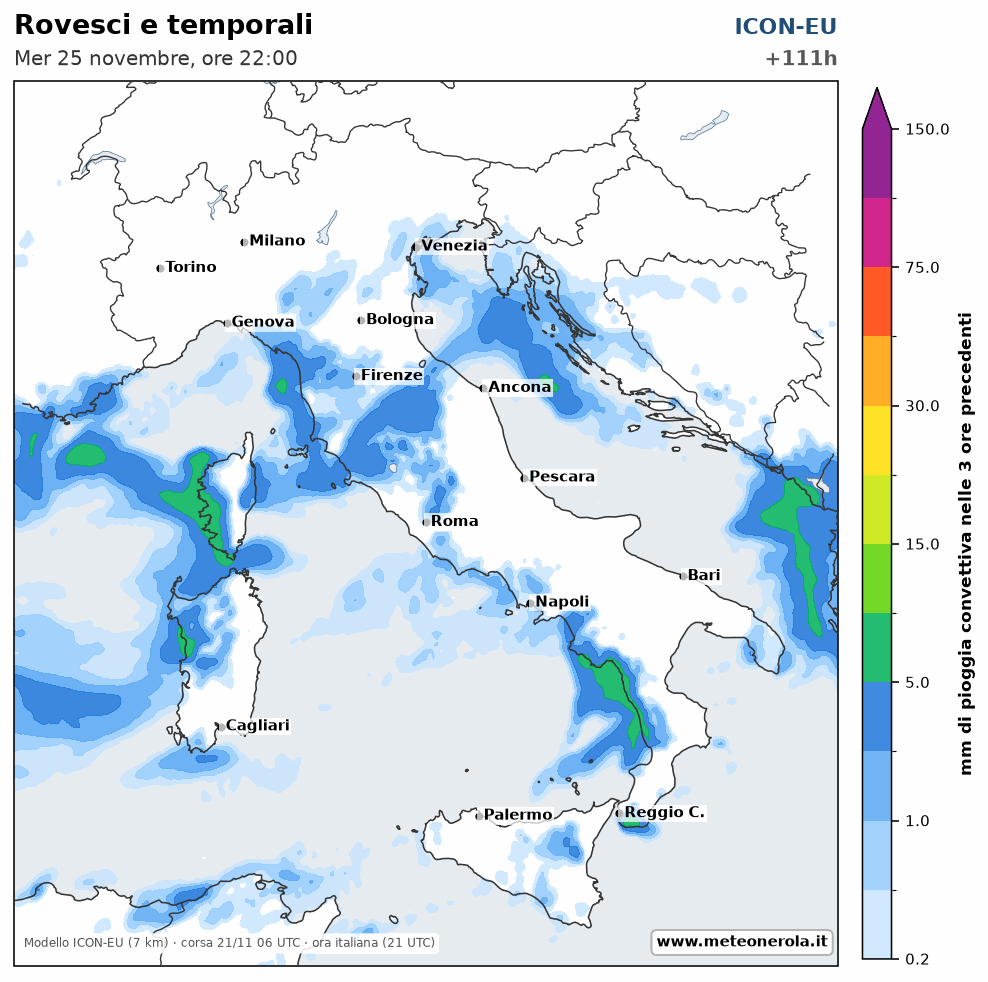 Rovesci e temporali
ICON-EU
Mer 25 novembre, ore 22:00
+111h
150.0
75.0
30.0
15.0
5.0
1.0
0.2
mm di pioggia convettiva nelle 3 ore precedenti
Venezia
Milano
Torino
Genova
Bologna
Firenze
Ancona
Pescara
Roma
Bari
Napoli
Cagliari
Palermo
Reggio C.
Modello ICON-EU (7 km) · corsa 21/11 06 UTC · ora italiana (21 UTC)
www.meteonerola.it